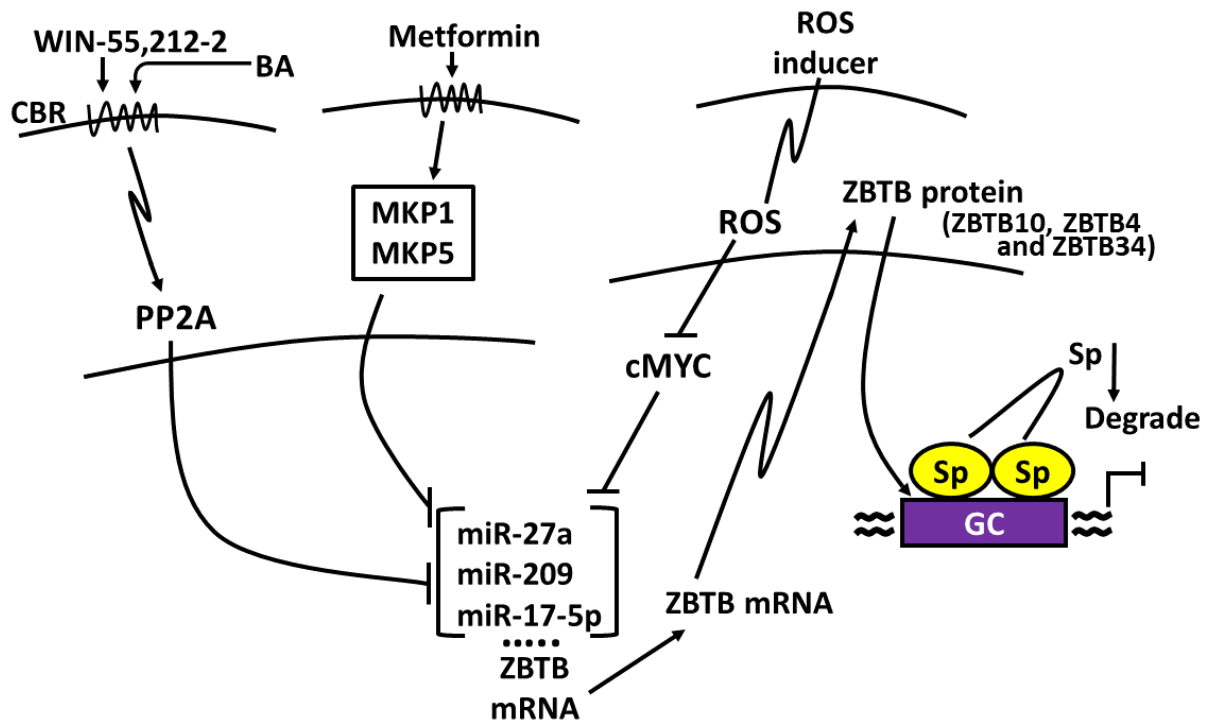 WIN-55,212-2
BA
CBR
PP2A
Metformin
MKP1
MKP5
ROS
inducer
ROS
cMYC
miR-27a
miR-209
miR-17-5p
ZBTB
mRNA
ZBTB mRNA
ZBTB protein
(ZBTB10, ZBTB4
and ZBTB34)
Sp
Degrade
Sp Sp
GC